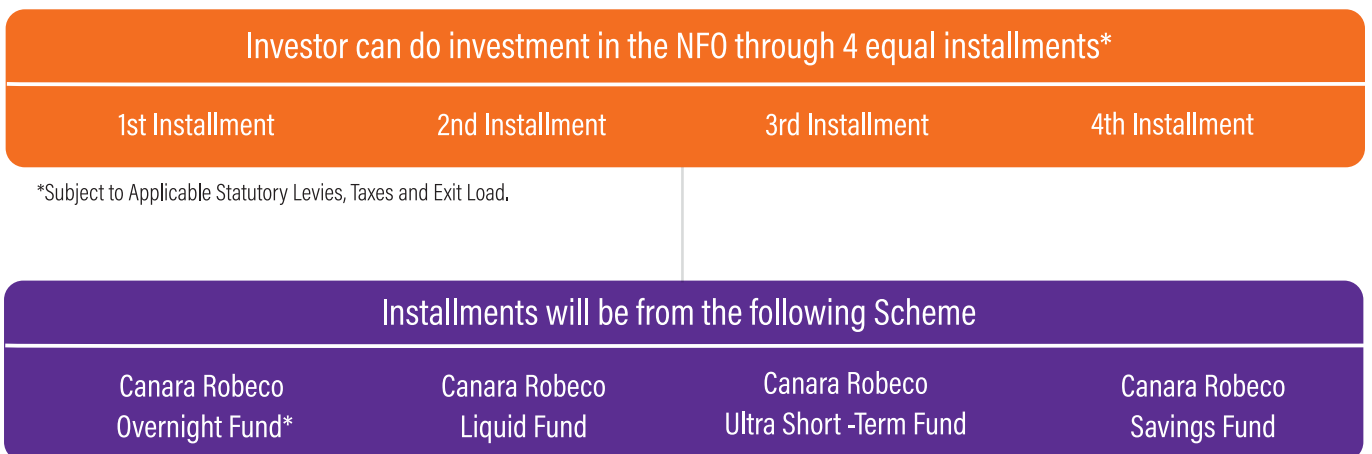 Investor can do investment in the NFO through 4 equal installments*
1st Installment 2nd Installment 3rd Installment 4th Installment
*Subject to Applicable Statutory Levies, Taxes and Exit Load.
Installments will be from the following Scheme
Canara Robeco
Overnight Fund*
Canara Robeco
Liquid Fund
Canara Robeco
Ultra Short -Term Fund
Canara Robeco
Savings Fund